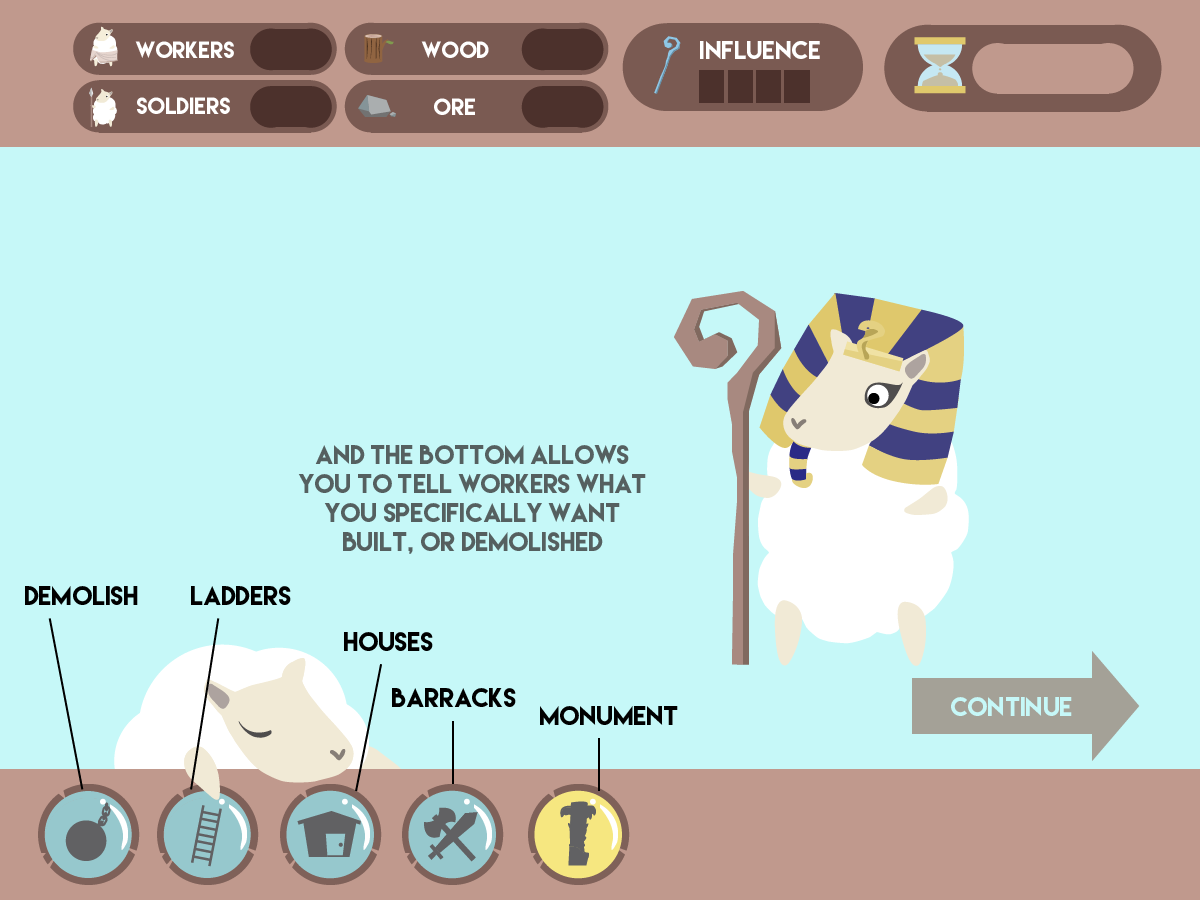 WORKERS
WOOD
INFLUENCE
SOLDIERS
ORE
AND THE BOTTOM ALLOWS
YOU TO TELL WORKERS WHAT
YOU SPECIFICALLY WANT
BUILT, OR DEMOLISHED
DEMOLISH
LADDERS
HOUSES
BARRACKS
MONUMENT
CONTINUE